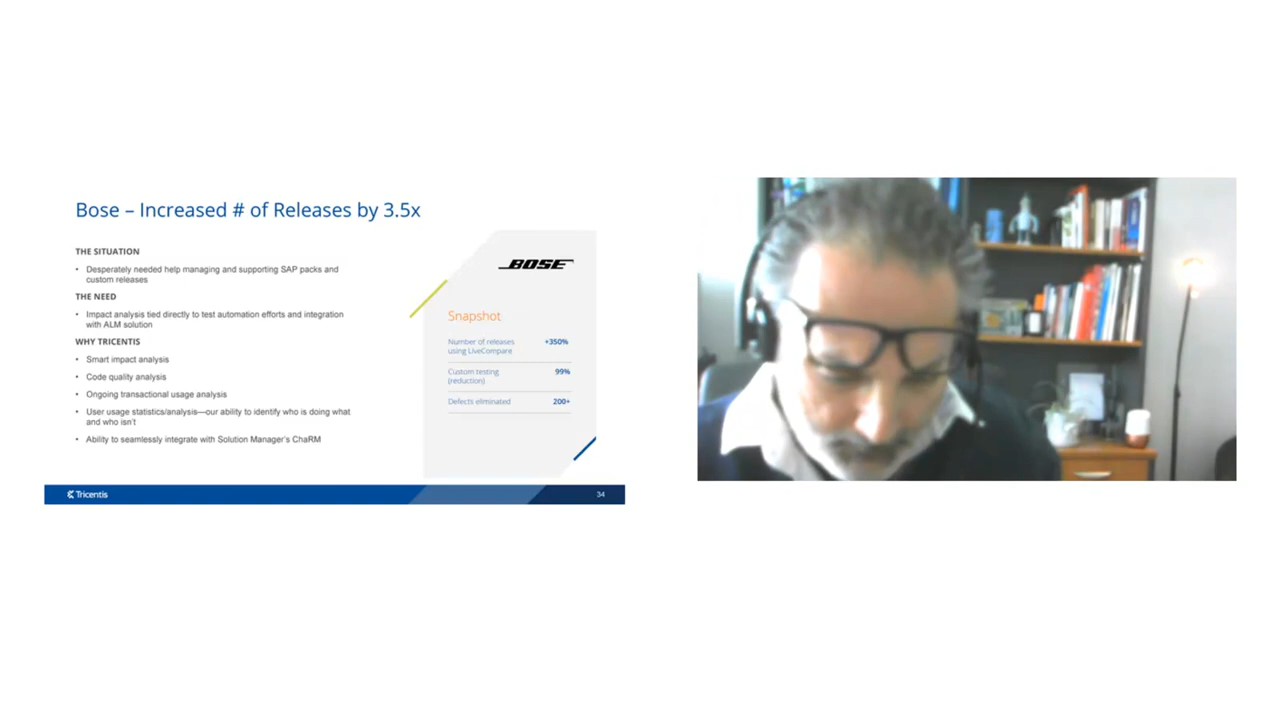 Bose – Increased # of Releases by 3.5x
THE SITUATION
• Desperately needed help managing and supporting SAP packs and
custom releases
THE NEED
• Impact analysis tied directly to test automation efforts and integration
with ALM solution
WHY TRICENTIS
• Smart impact analysis
• Code quality analysis
• Ongoing transactional usage analysis
• User usage statistics/analysis—our ability to identify who is doing what
and who isn't
• Ability to seamlessly integrate with Solution Manager's ChaRM
BOSE
Snapshot
Number of releases +350%
using LiveCompare
Custom testing 99%
(reduction)
Defects eliminated 200+
Tricentis
34